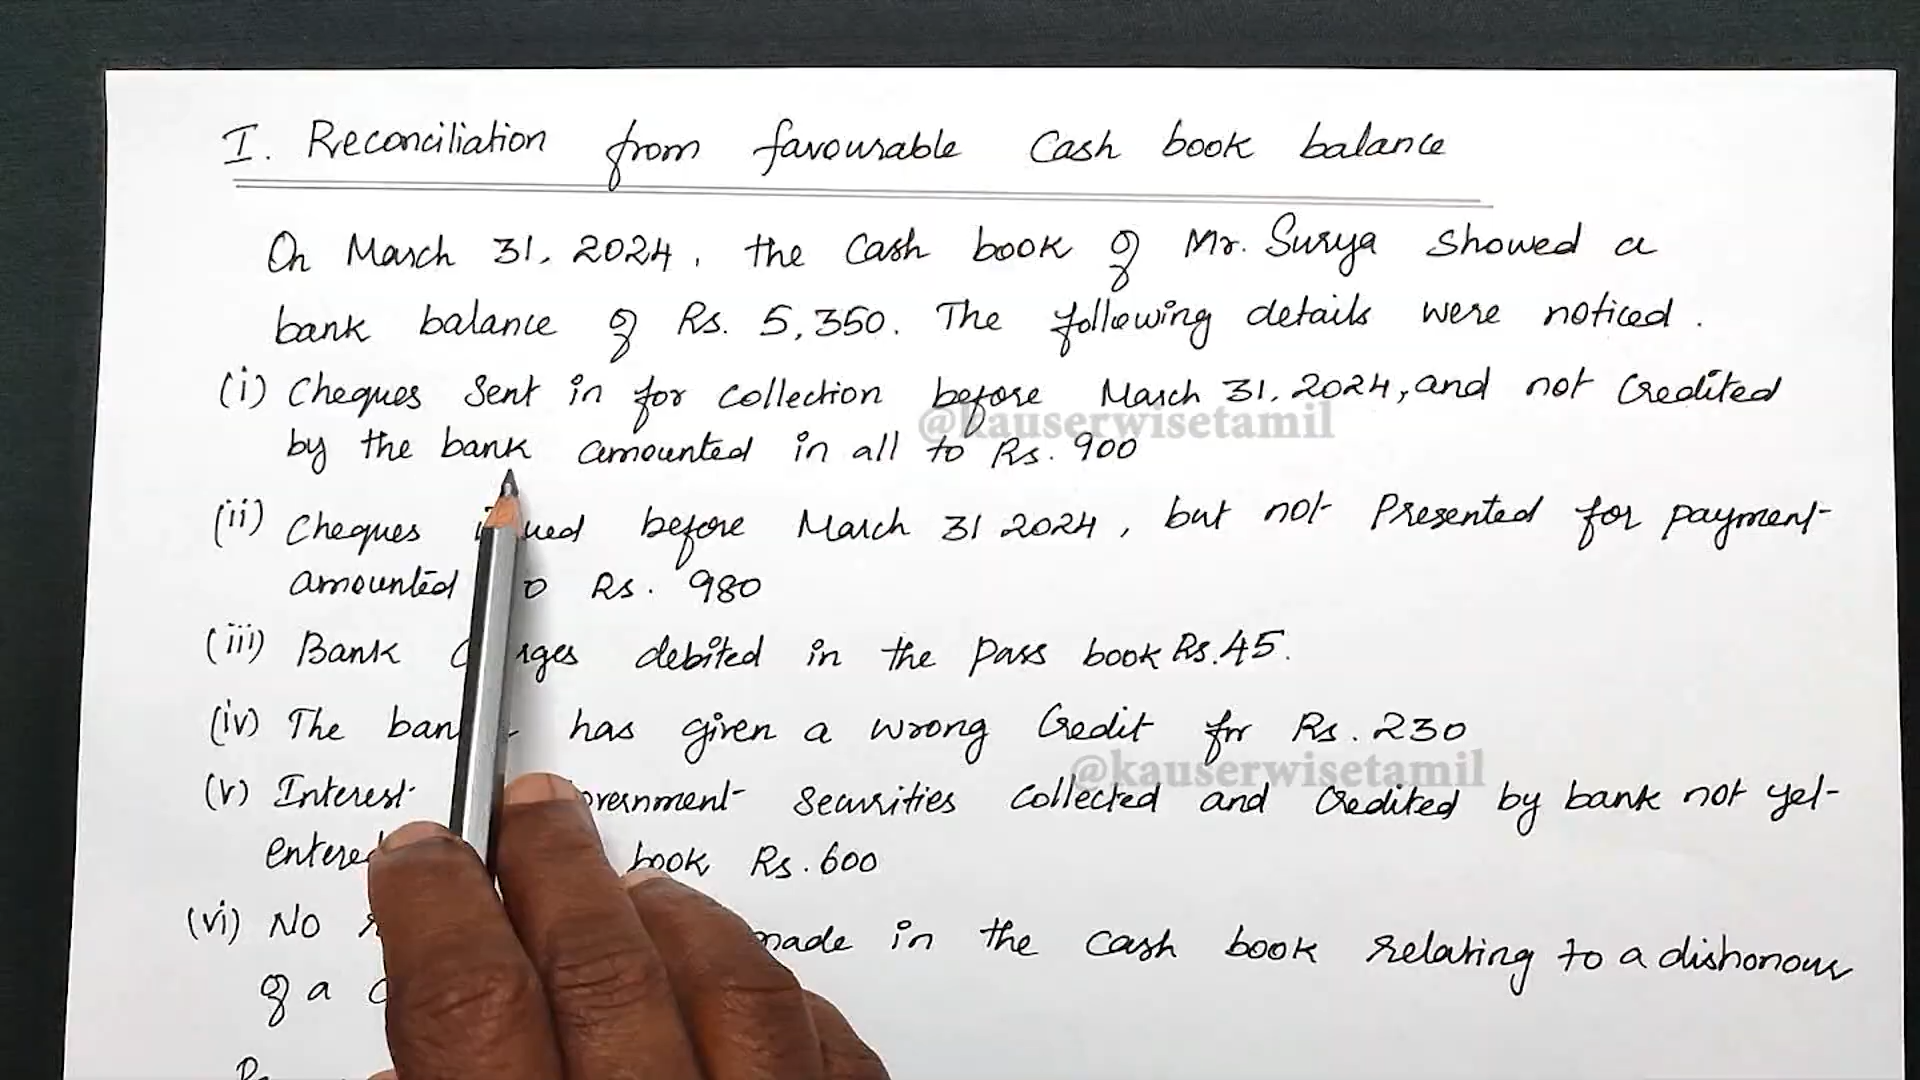 I. Reconciliation from favourable Cash book balance
On March 31, 2024, the Cash book of Mr. Surya showed a
bank balance of Rs. 5,350. The following details were noticed.
(i) Cheques sent in for collection before March 31, 2024, and not Credited
@kauserwisetamil
by the bank amounted in all to Rs. 900
(ii) Cheques before March 31 2024, but not Presented for payment
amounted Rs. 980
(iii) Bank debited in the Pass book Rs. 45.
(iv) The has given a wrong Credit for Rs. 230
@kauserwisetamil
(v) Interest securities collected and Credited by bank not yet
book Rs. 600
(vi) No made in the Cash book relating to a dishonour
of a